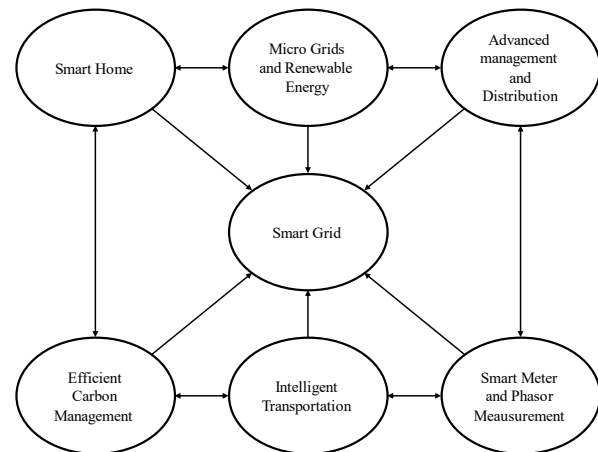 Smart Home
Micro Grids
and Renewable
Energy
Advanced
management
and
Distribution
Smart Grid
Efficient
Carbon
Management
Intelligent
Transportation
Smart Meter
and Phasor
Meausurement